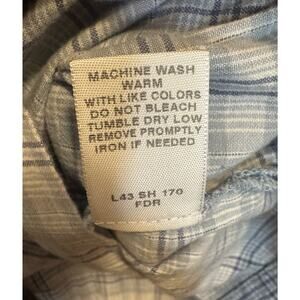 MACHINE WASH
WARM
WITH LIKE COLORS
DO NOT BLEACH
TUMBLE DRY LOW
REMOVE PROMPTLY
IRON IF NEEDED
L43 SH 170
FDR